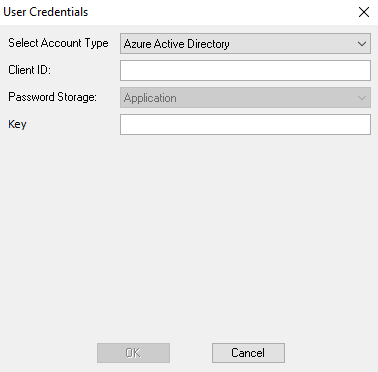 User Credentials
Select Account Type
Azure Active Directory
Client ID:
Password Storage:
Application
Key
OK
Cancel